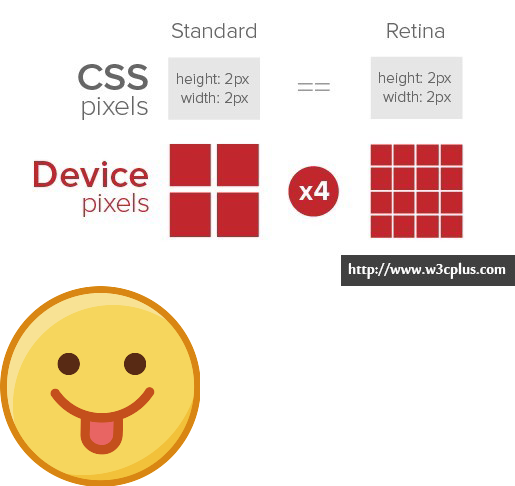 Standard
Retina
CSS
pixels
height: 2px
width: 2px
==
height: 2px
width: 2px
Device
pixels
x4
http://www.w3cplus.com